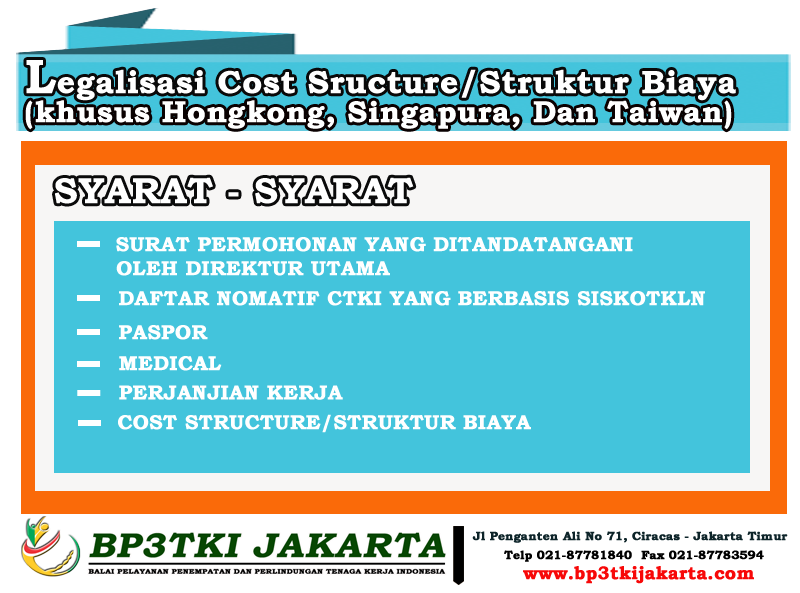 Legalisasi Cost Sructure/Struktur Biaya
(khusus Hongkong, Singapura, Dan Taiwan)
SYARAT - SYARAT
SURAT PERMOHONAN YANG DITANDATANGANI
OLEH DIREKTUR UTAMA
DAFTAR NOMATIF CTKI YANG BERBASIS SISKOTKLN
PASPOR
MEDICAL
PERJANJIAN KERJA
COST STRUCTURE/STRUKTUR BIAYA
BP3TKI JAKARTA
BALAI PELAYANAN PENEMPATAN DAN PERLINDUNGAN TENAGA KERJA INDONESIA
Jl Penganten Ali No 71, Ciracas - Jakarta Timur
Telp 021-87781840 Fax 021-87783594
www.bp3tkijakarta.com